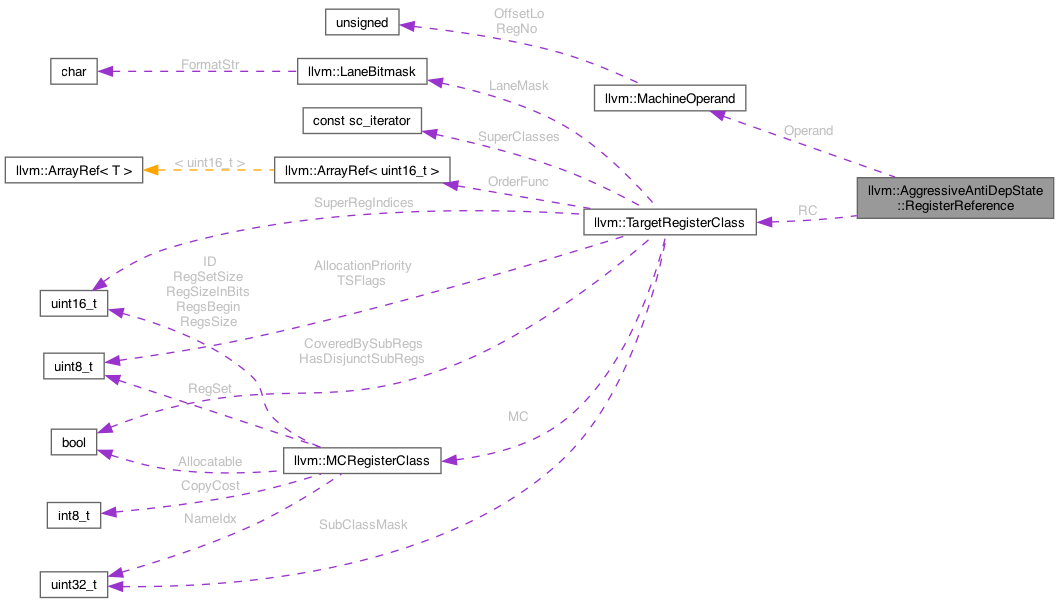 OffsetLo
RegNo
unsigned
FormatStr
char
llvm::LaneBitmask
LaneMask
llvm::MachineOperand
const sc_iterator
SuperClasses
Operand
< uint16_t >
llvm::ArrayRef< T >
llvm::ArrayRef< uint16_t >
OrderFunc
llvm::AggressiveAntiDepState
::RegisterReference
SuperRegIndices
RC
llvm::TargetRegisterClass
ID
RegSetSize
RegSizeInBits
RegsBegin
RegsSize
AllocationPriority
TSFlags
uint16_t
CoveredBySubRegs
HasDisjunctSubRegs
uint8_t
RegSet
MC
bool
Allocatable
llvm::MCRegisterClass
CopyCost
int8_t
NameIdx
SubClassMask
uint32_t